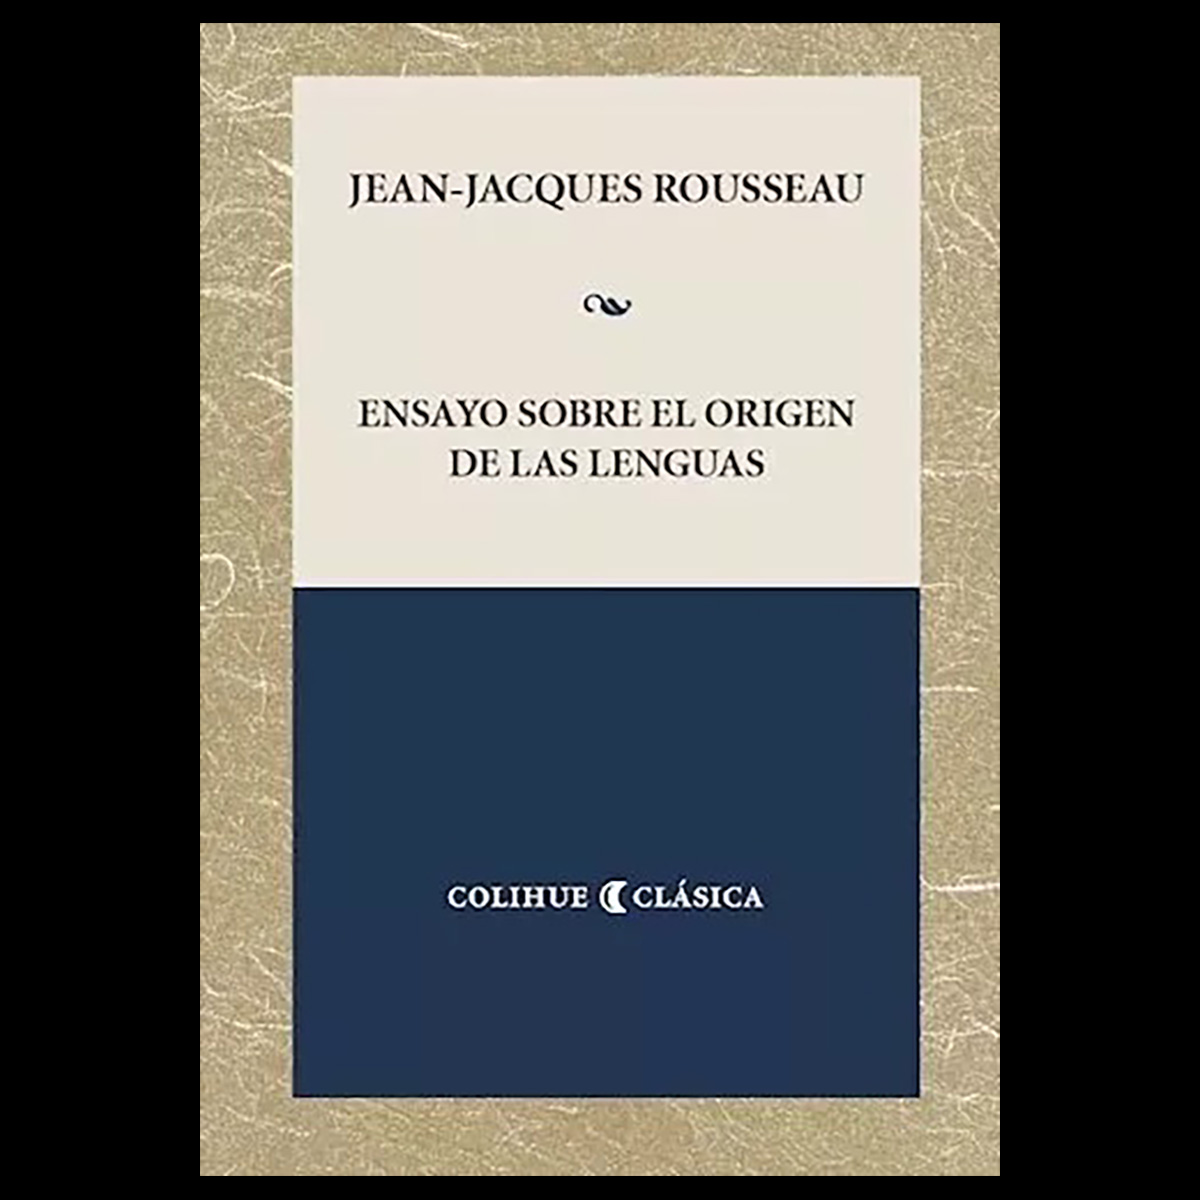 JEAN-JACQUES ROUSSEAU
ENSAYO SOBRE EL ORIGEN
DE LAS LENGUAS
COLIHUE CLÁSICA